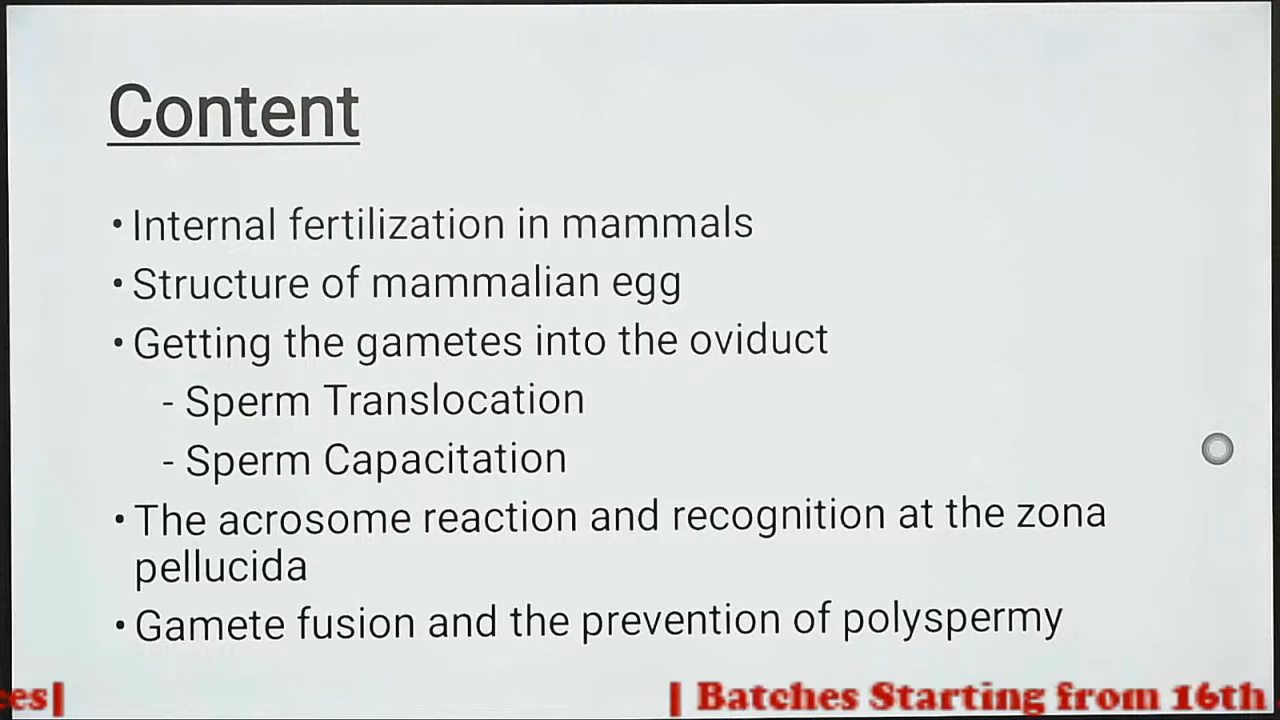 Content
• Internal fertilization in mammals
• Structure of mammalian egg
• Getting the gametes into the oviduct
- Sperm Translocation
- Sperm Capacitation
• The acrosome reaction and recognition at the zona
pellucida
• Gamete fusion and the prevention of polyspermy
| Batches Starting from 16th